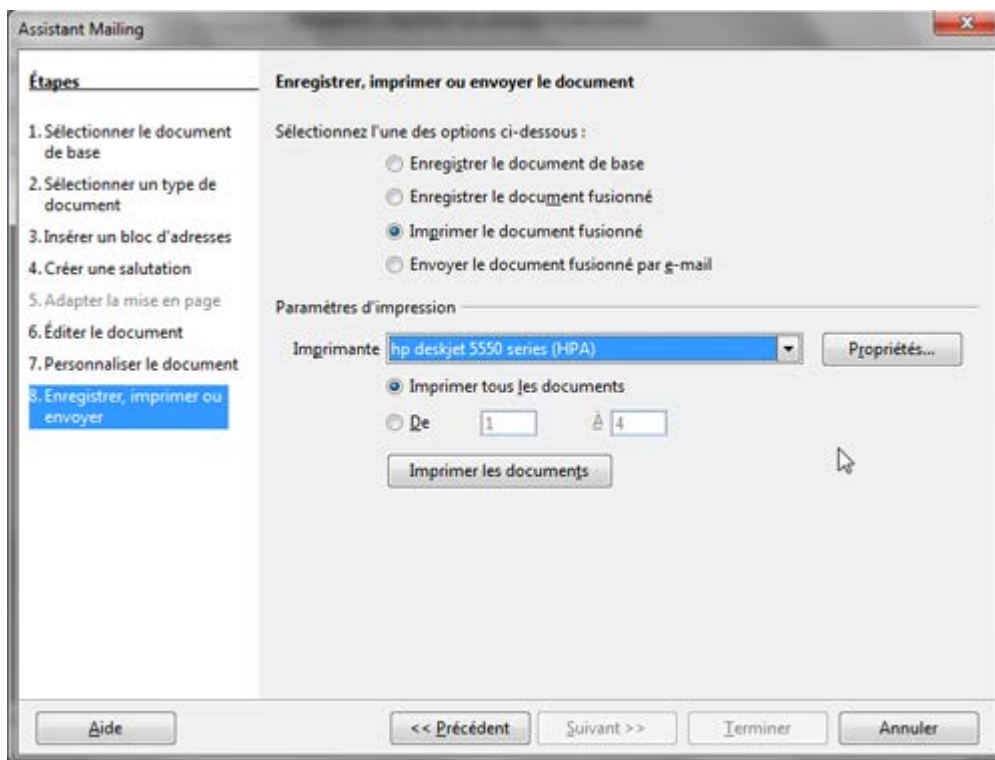 Assistant Mailing
Étapes
1. Sélectionner le document
de base
2. Sélectionner un type de
document
3. Insérer un bloc d'adresses
4. Créer une salutation
5. Adapter la mise en page
6. Éditer le document
7. Personnaliser le document
8. Enregistrer, imprimer ou
envoyer
Enregistrer, imprimer ou envoyer le document
Sélectionnez l'une des options ci-dessous :
Enregistrer le document de base
Enregistrer le document fusionné
Imprimer le document fusionné
Envoyer le document fusionné par e-mail
Paramètres d'impression
Imprimante hp deskjet 5550 series (HPA) Propriétés...
Imprimer tous les documents
De 1 À 4
Imprimer les documents
Aide << Précédent Suivant >> Terminer Annuler